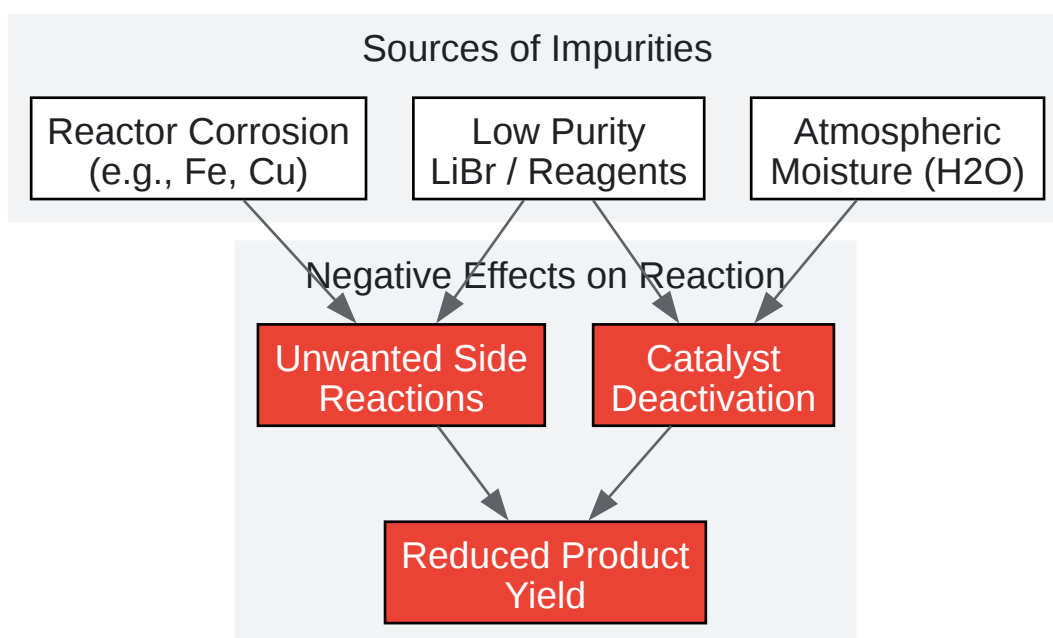 Sources of Impurities
Reactor Corrosion
(e.g., Fe, Cu)
Low Purity
LiBr / Reagents
Atmospheric
Moisture (H2O)
Negative Effects on Reaction
Unwanted Side
Reactions
Catalyst
Deactivation
Reduced Product
Yield